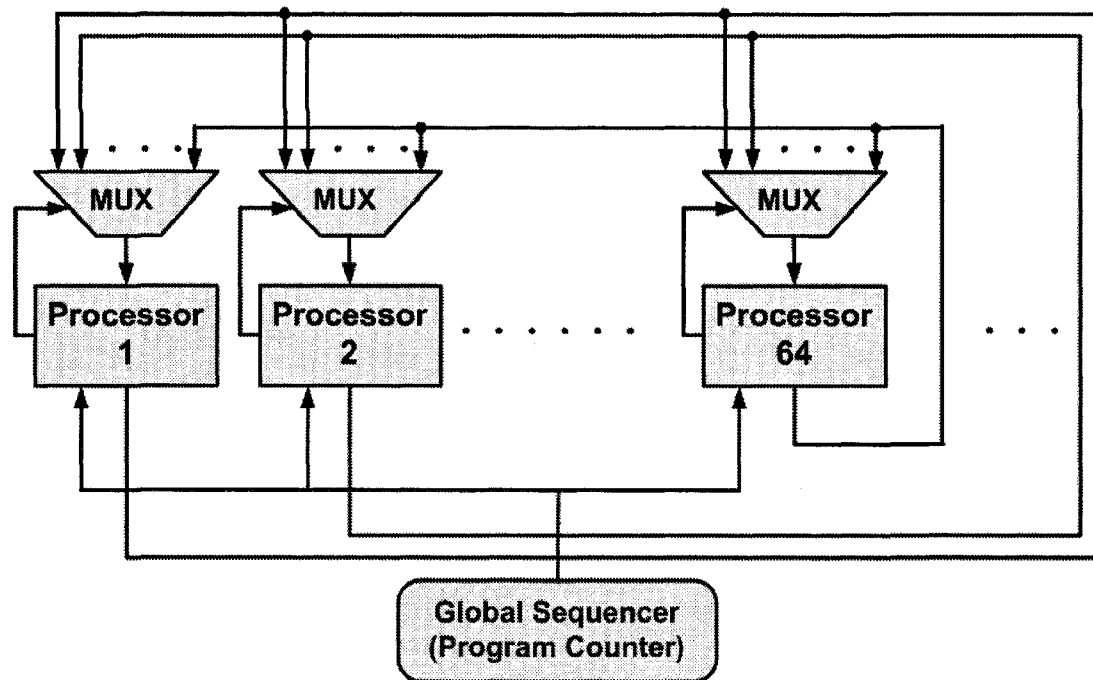 MUX
MUX
MUX
Processor
1
Processor
2
Processor
64
Global Sequencer
(Program Counter)